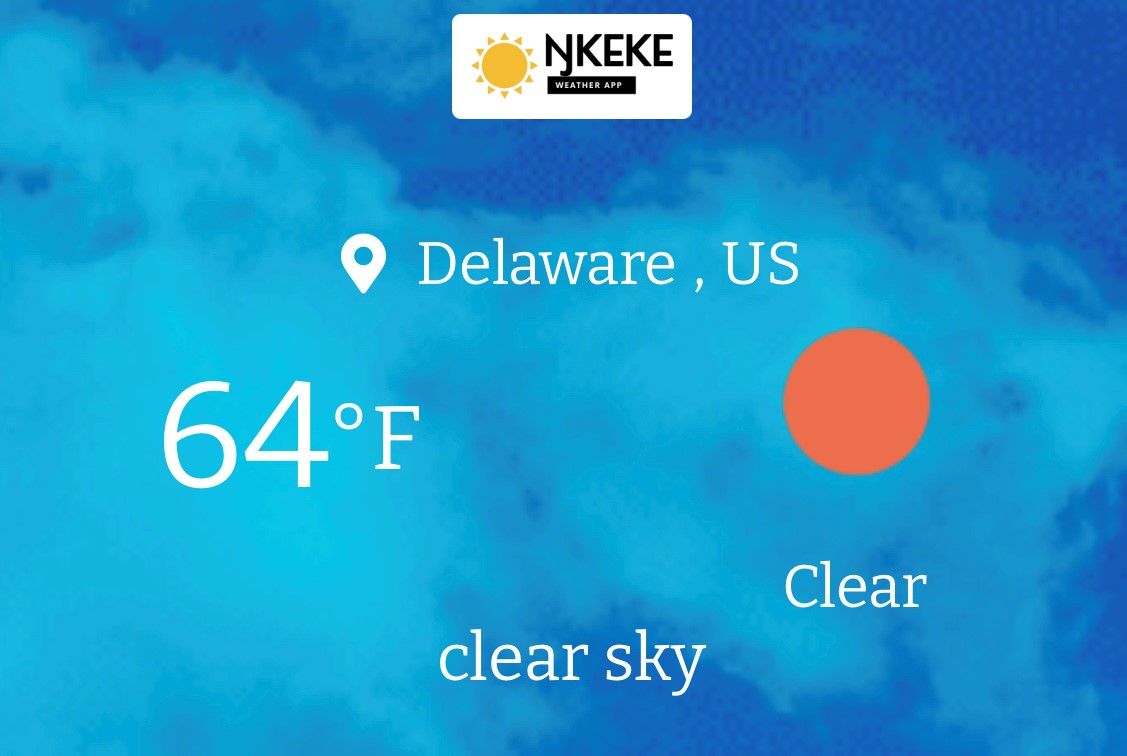 NJKEKE
WEATHER APP
Delaware , US
64°F
Clear
clear sky